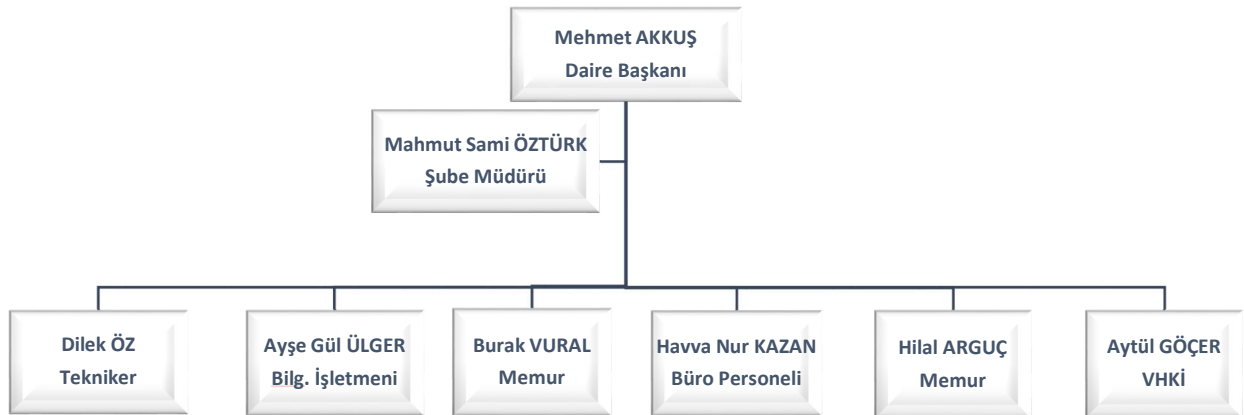 Mehmet AKKUŞ
Daire Başkanı
Mahmut Sami ÖZTÜRK
Şube Müdürü
Dilek ÖZ
Tekniker
Ayşe Gül ÜLGER
Bilg. İşletmeni
Burak VURAL
Memur
Havva Nur KAZAN
Büro Personeli
Hilal ARGUÇ
Memur
Aytül GÖÇER
VHKİ